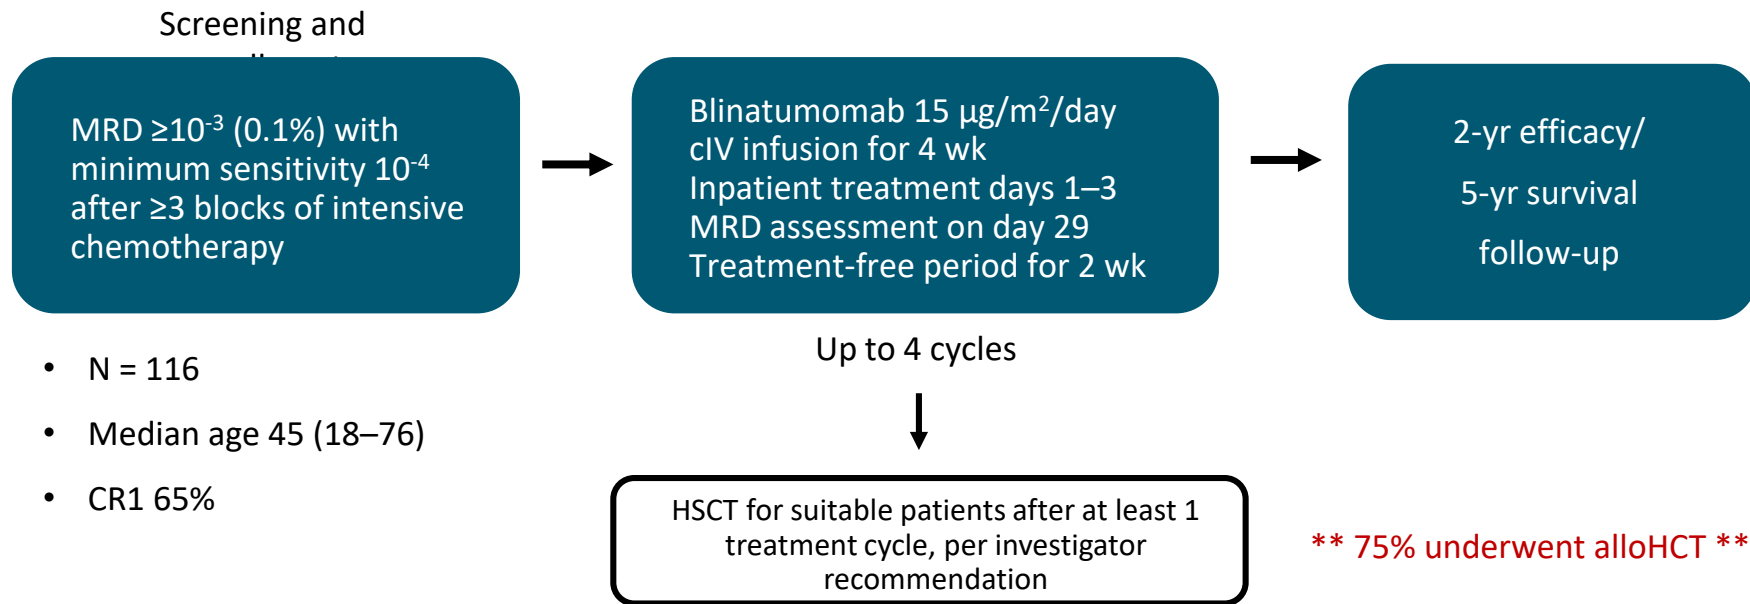 Screening and
MRD ≥10⁻³ (0.1%) with
minimum sensitivity 10⁻⁴
after ≥3 blocks of intensive
chemotherapy
Blinatumomab 15 µg/m²/day
cIV infusion for 4 wk
Inpatient treatment days 1–3
MRD assessment on day 29
Treatment-free period for 2 wk
2-yr efficacy/
5-yr survival
follow-up
• N = 116
• Median age 45 (18–76)
• CR1 65%
Up to 4 cycles
HSCT for suitable patients after at least 1
treatment cycle, per investigator
recommendation
** 75% underwent alloHCT **